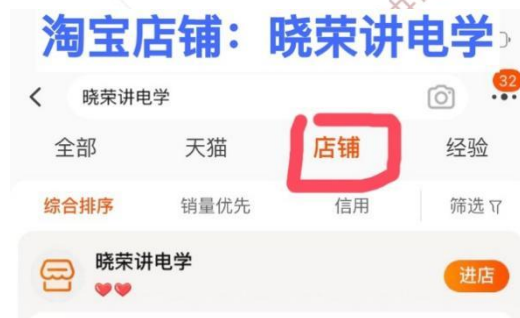 淘宝店铺：晓荣讲电学
晓荣讲电学
32
全部 天猫 店铺 经验
综合排序 销量优先 信用 筛选
晓荣讲电学
进店